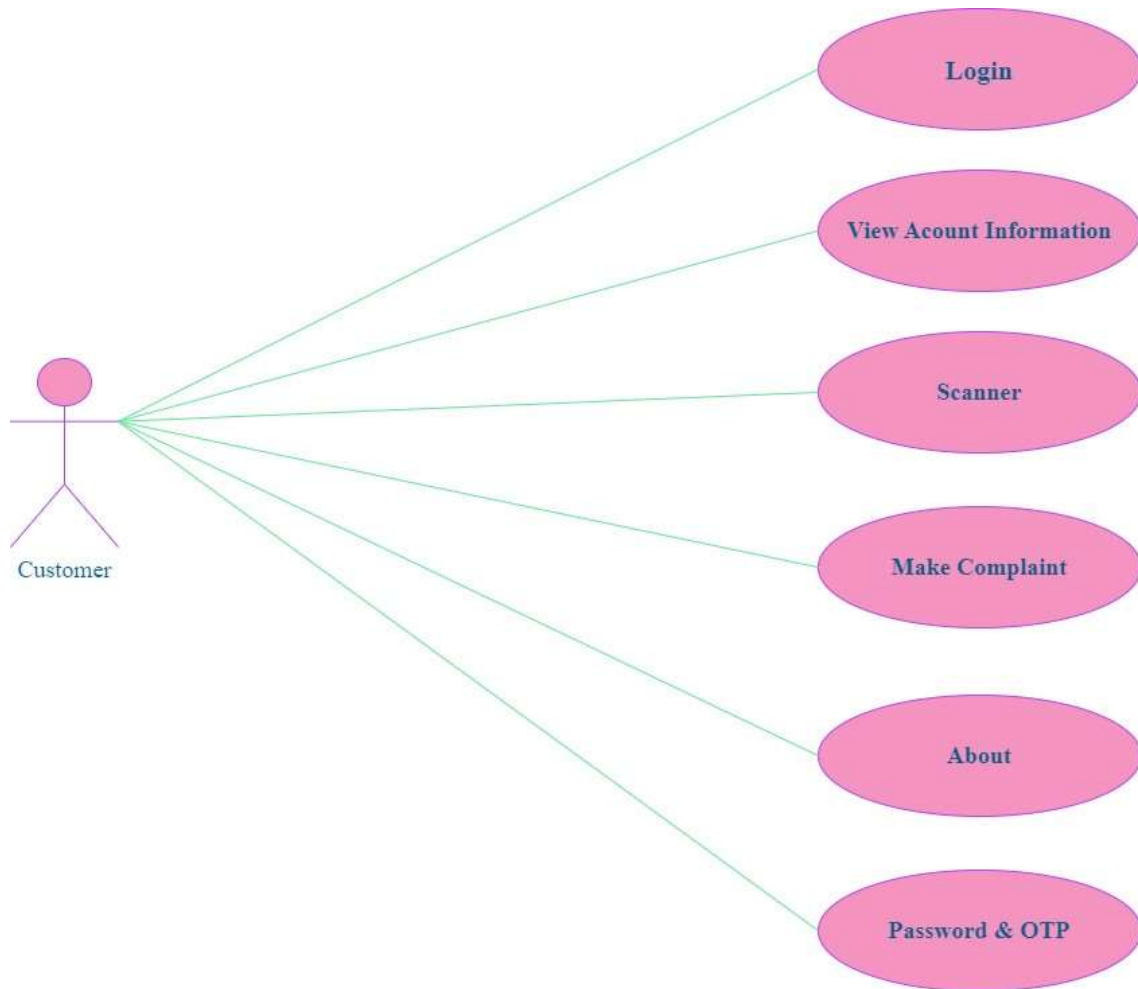 Login
View Acount Information
Scanner
Customer
Make Complaint
About
Password & OTP